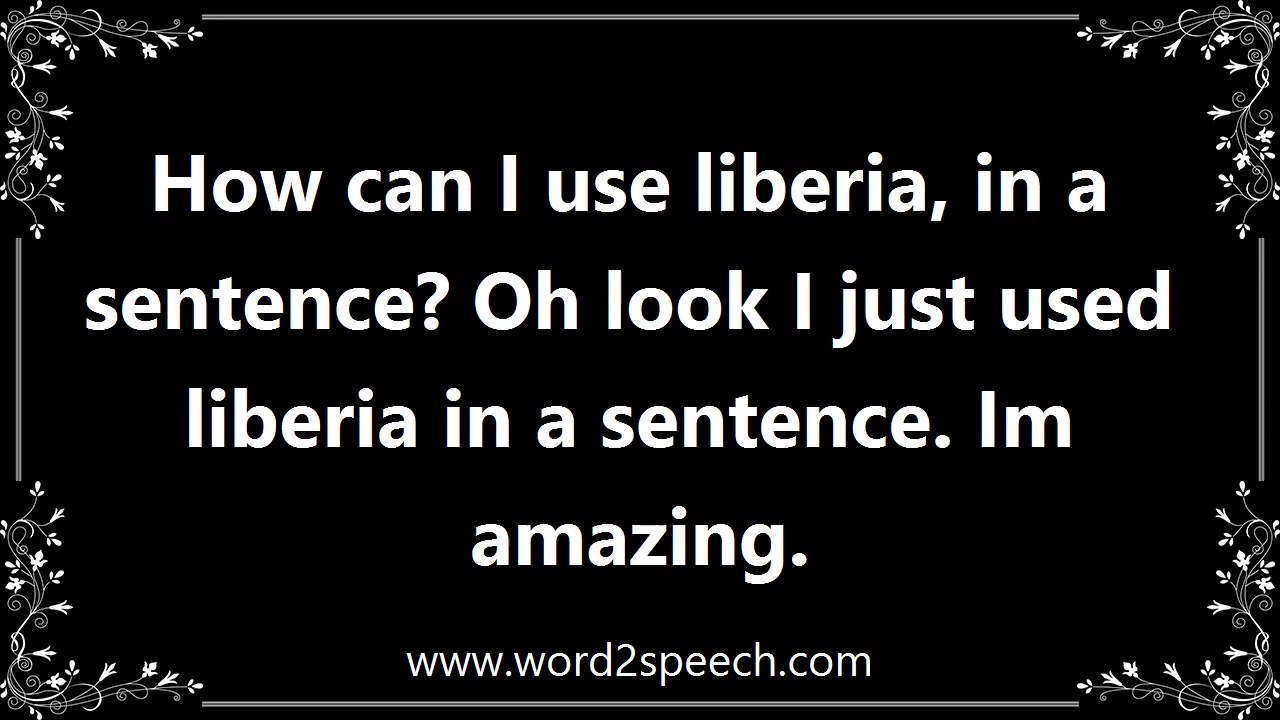 How can I use liberia, in a
sentence? Oh look I just used
liberia in a sentence. Im
amazing.
www.word2speech.com